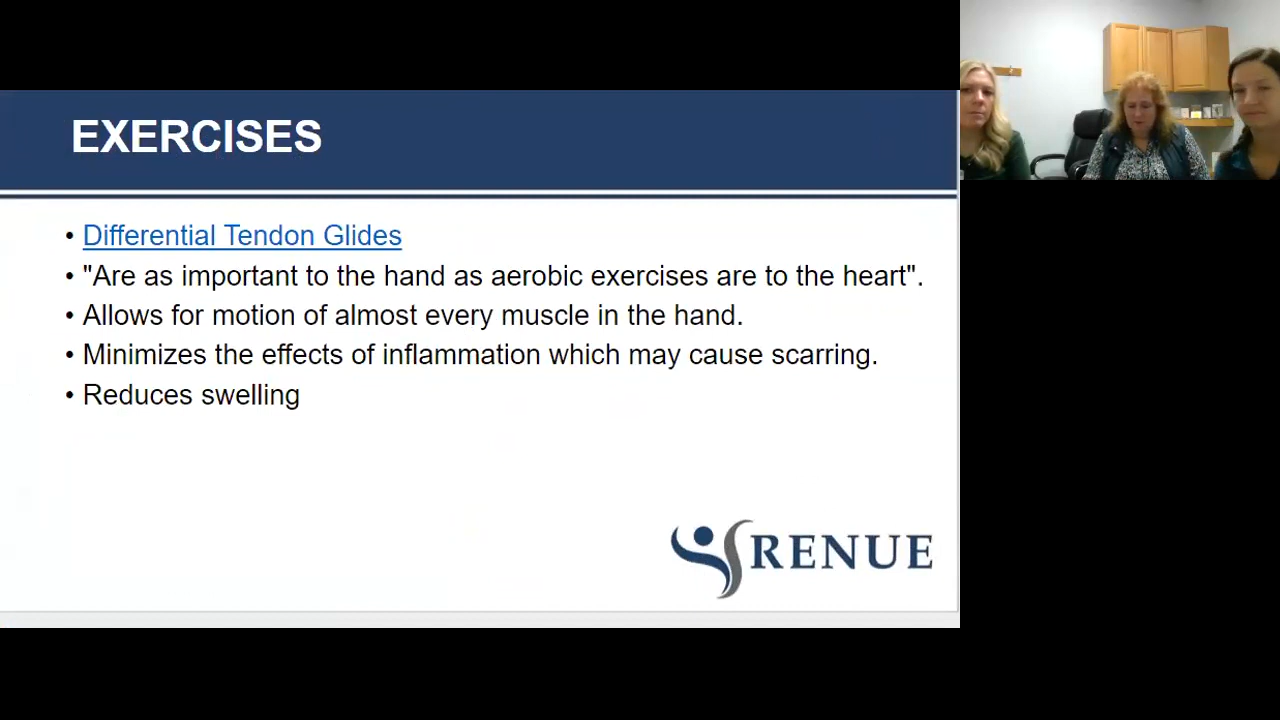 EXERCISES
• Differential Tendon Glides
• "Are as important to the hand as aerobic exercises are to the heart".
• Allows for motion of almost every muscle in the hand.
• Minimizes the effects of inflammation which may cause scarring.
• Reduces swelling
RENUE